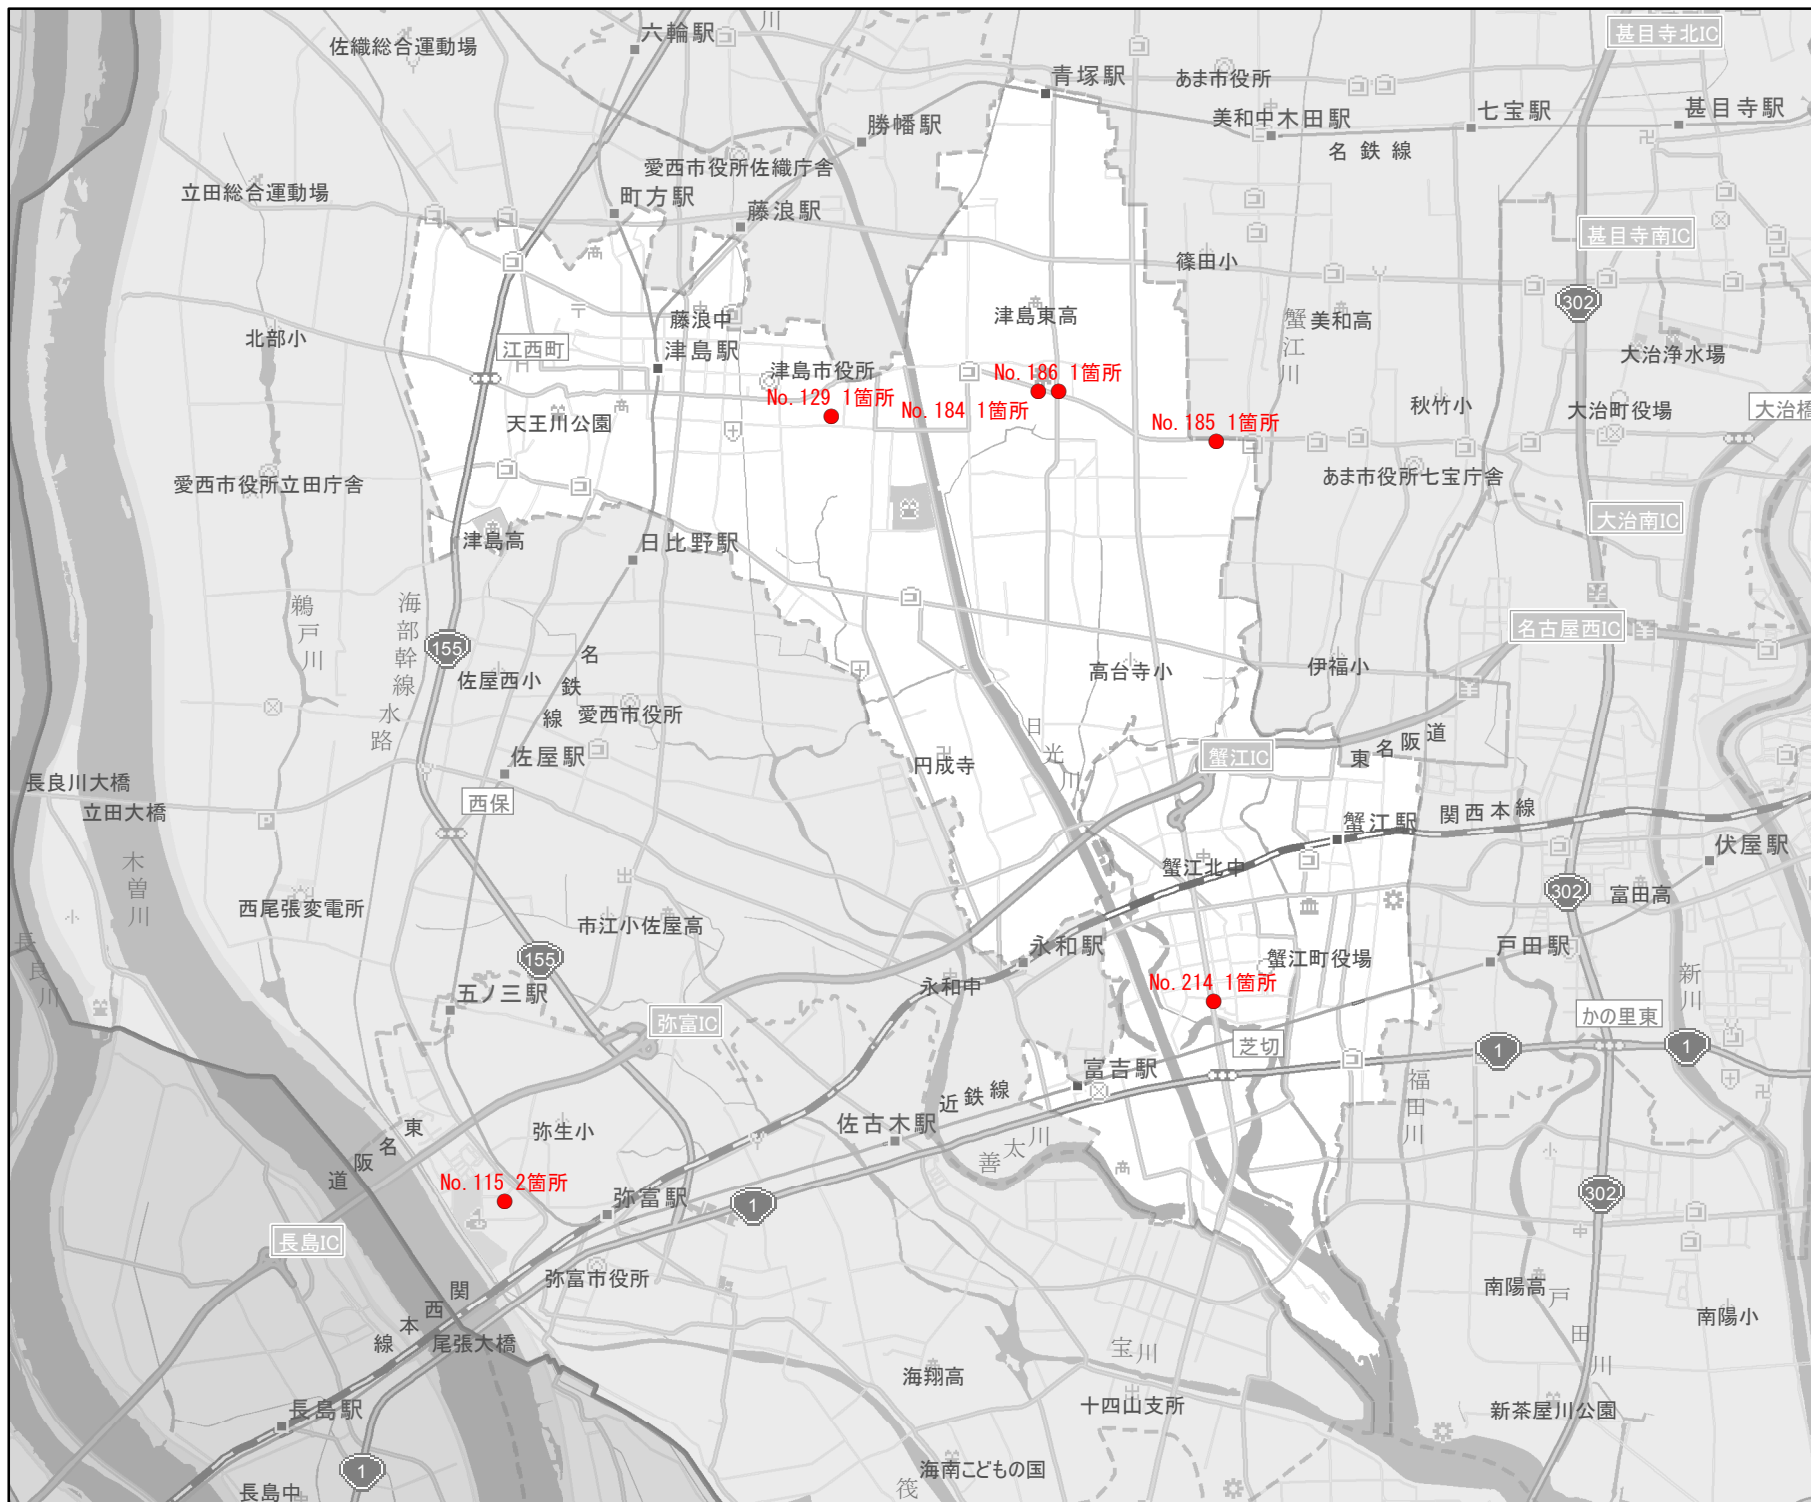 川
佐織総合運動場
六輪駅
甚目寺北IC
青塚駅
あま市役所
美和中
木田駅
七宝駅
甚目寺駅
勝幡駅
名鉄線
愛西市役所佐織庁舎
立田総合運動場
町方駅
藤浪駅
甚目寺南IC
篠田小
302
津島東高
蟹江川
美和高
北部小
江西町
藤浪中
津島駅
大治浄水場
津島市役所
No.186 1箇所
No.129 1箇所
No.184 1箇所
No.185 1箇所
秋竹小
大治町役場
大治橋
天王川公園
愛西市役所立田庁舎
あま市役所七宝庁舎
大治南IC
津島高
日比野駅
鵜戸川
海部幹線水路
名古屋西IC
155
佐屋西小
名鉄線
高台寺小
伊福小
愛西市役所
日光川
東名阪道
佐屋駅
円成寺
蟹江IC
長良川大橋
立田大橋
西保
関西本線
蟹江駅
伏屋駅
木曽川
蟹江北中
302
富田高
西尾張変電所
市江小
佐屋高
長良川
永和駅
戸田駅
蟹江町役場
155
永和中
No.214 1箇所
新川
五ノ三駅
弥富IC
かの里東
芝切
1
1
富吉駅
福田川
近鉄線
東名阪道
弥生小
佐古木駅
善太川
No.115 2箇所
弥富駅
1
302
長島IC
弥富市役所
南陽高
戸田川
南陽小
関西本線
尾張大橋
宝川
海翔高
十四山支所
新茶屋川公園
長島駅
1
海南こどもの国
筏
長島中